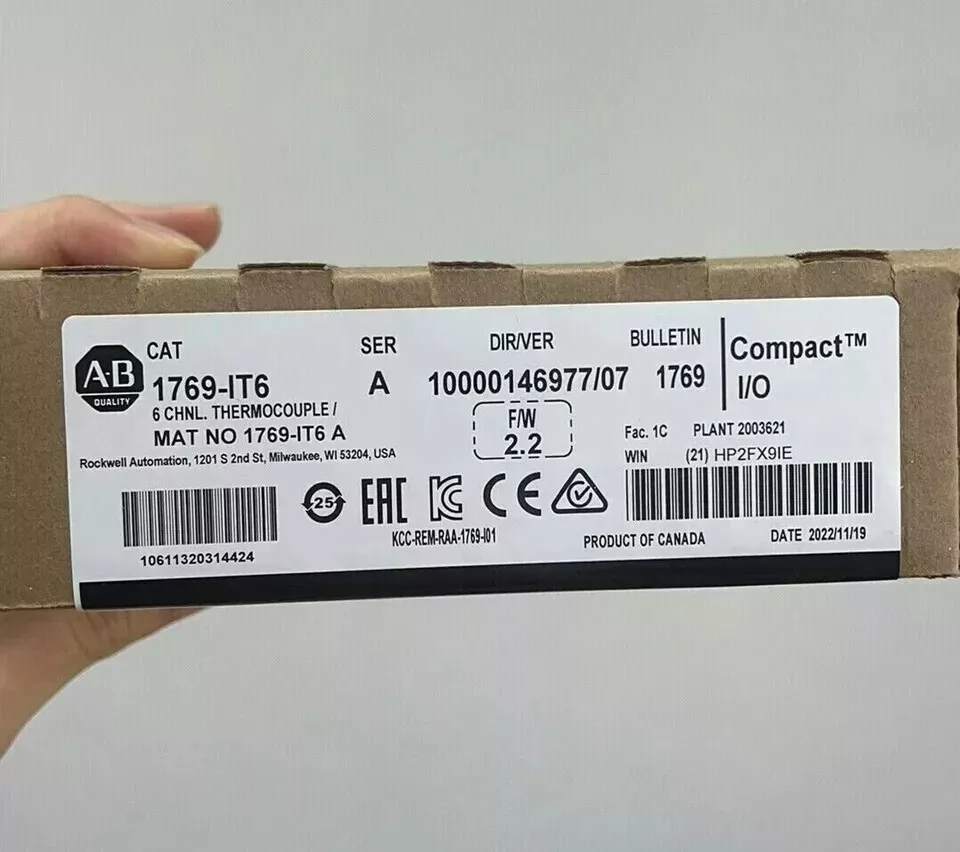 A-B
QUALITY
CAT
1769-IT6
6 CHNL. THERMOCOUPLE /
MAT NO 1769-IT6 A
Rockwell Automation, 1201 S 2nd St, Milwaukee, WI 53204, USA
SER
A
DIR/VER
10000146977/07
F/W
2.2
BULLETIN
1769
Compact™
I/O
Fac. 1C PLANT 2003621
WIN (21) HP2FX9IE
10611320314424
25
EAC
KC
CE
KCC-REM-RAA-1769-I01
PRODUCT OF CANADA
DATE 2022/11/19